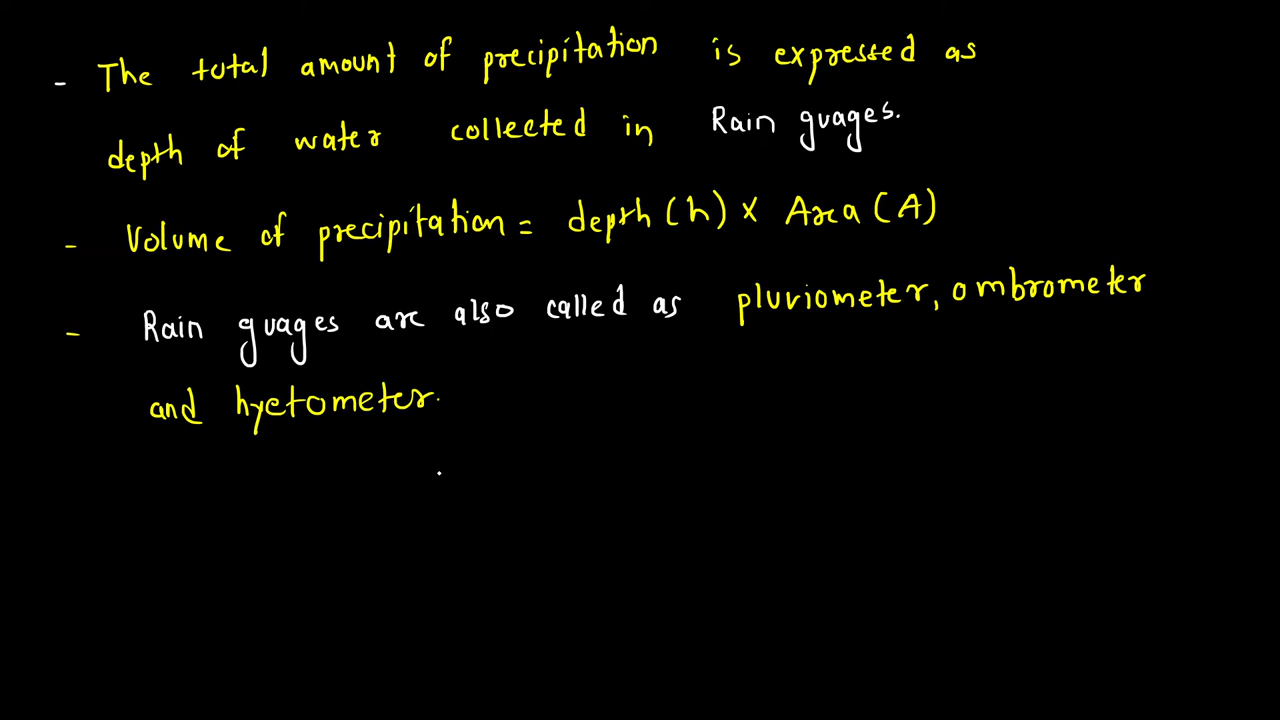 - The total amount of precipitation is expressed as
depth of water collected in Rain guages.
- Volume of precipitation = depth (h) x Area (A)
- Rain guages are also called as pluviometer, ombrometer
and hyetometer.